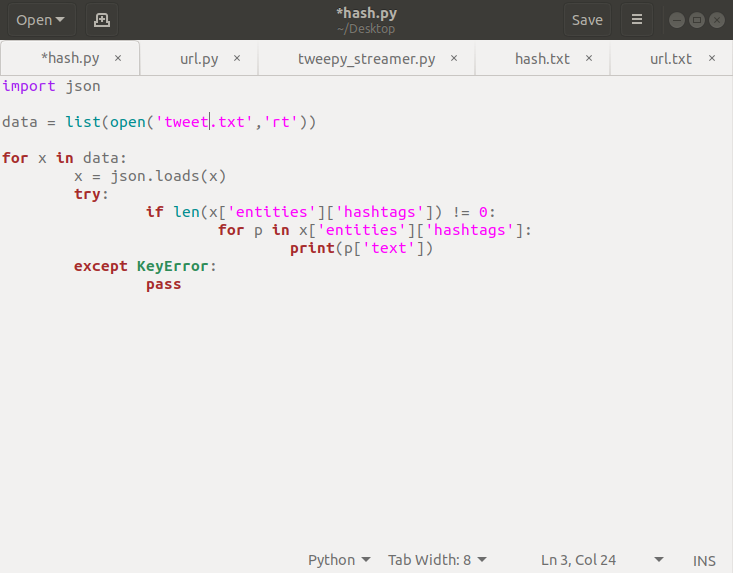 Open
*hash.py
~/Desktop
Save
*hash.py × url.py × tweepy_streamer.py × hash.txt × url.txt ×
import json
data = list(open('tweet.txt','rt'))
for x in data:
x = json.loads(x)
try:
if len(x['entities']['hashtags']) != 0:
for p in x['entities']['hashtags']:
print(p['text'])
except KeyError:
pass
Python Tab Width: 8 Ln 3, Col 24 INS